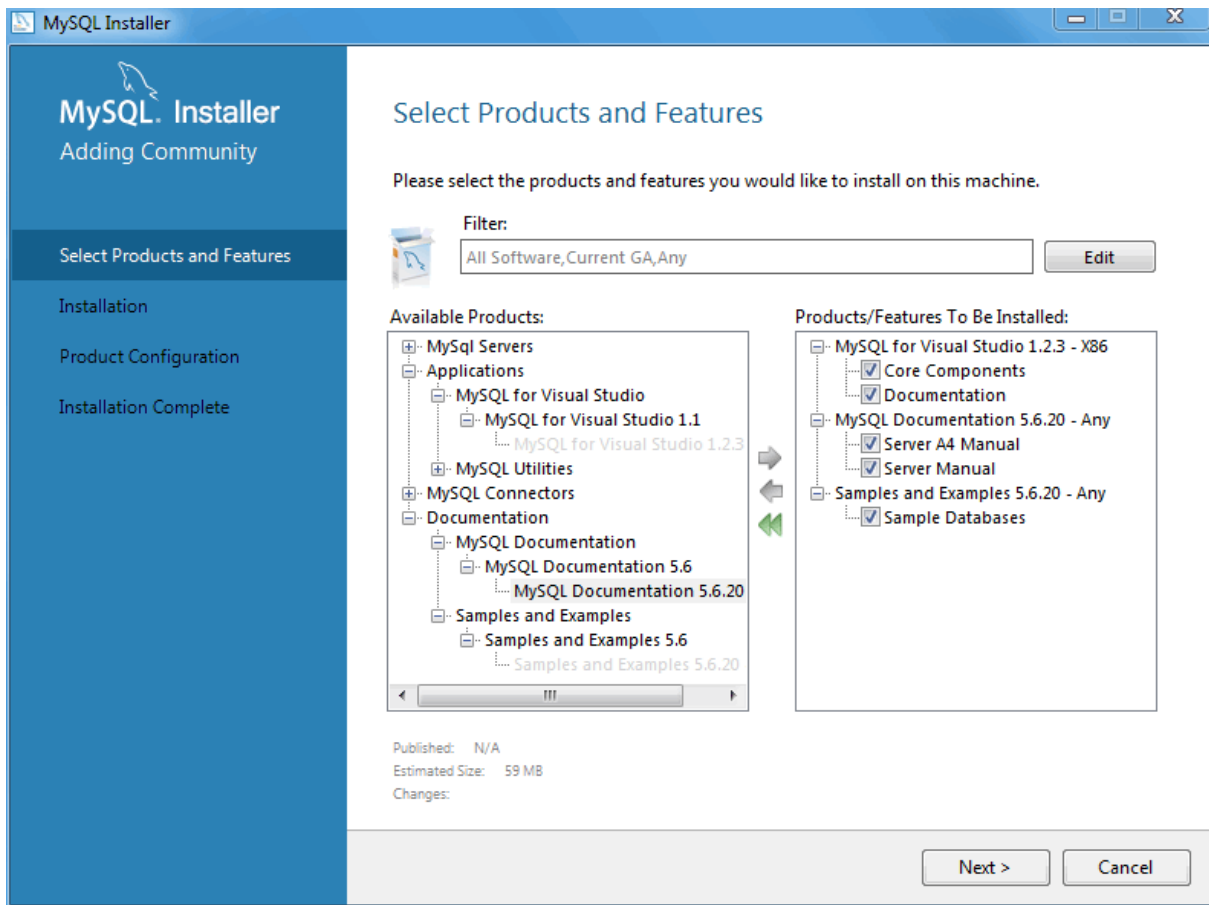 MySQL Installer
MySQL. Installer
Adding Community
Select Products and Features
Installation
Product Configuration
Installation Complete
Select Products and Features
Please select the products and features you would like to install on this machine.
Filter:
All Software,Current GA,Any
Edit
Available Products:
MySql Servers
Applications
MySQL for Visual Studio
MySQL for Visual Studio 1.1
MySQL for Visual Studio 1.2.3
MySQL Utilities
MySQL Connectors
Documentation
MySQL Documentation
MySQL Documentation 5.6
MySQL Documentation 5.6.20
Samples and Examples
Samples and Examples 5.6
Samples and Examples 5.6.20
Products/Features To Be Installed:
MySQL for Visual Studio 1.2.3 - X86
Core Components
Documentation
MySQL Documentation 5.6.20 - Any
Server A4 Manual
Server Manual
Samples and Examples 5.6.20 - Any
Sample Databases
Published: N/A
Estimated Size: 59 MB
Changes:
Next >
Cancel